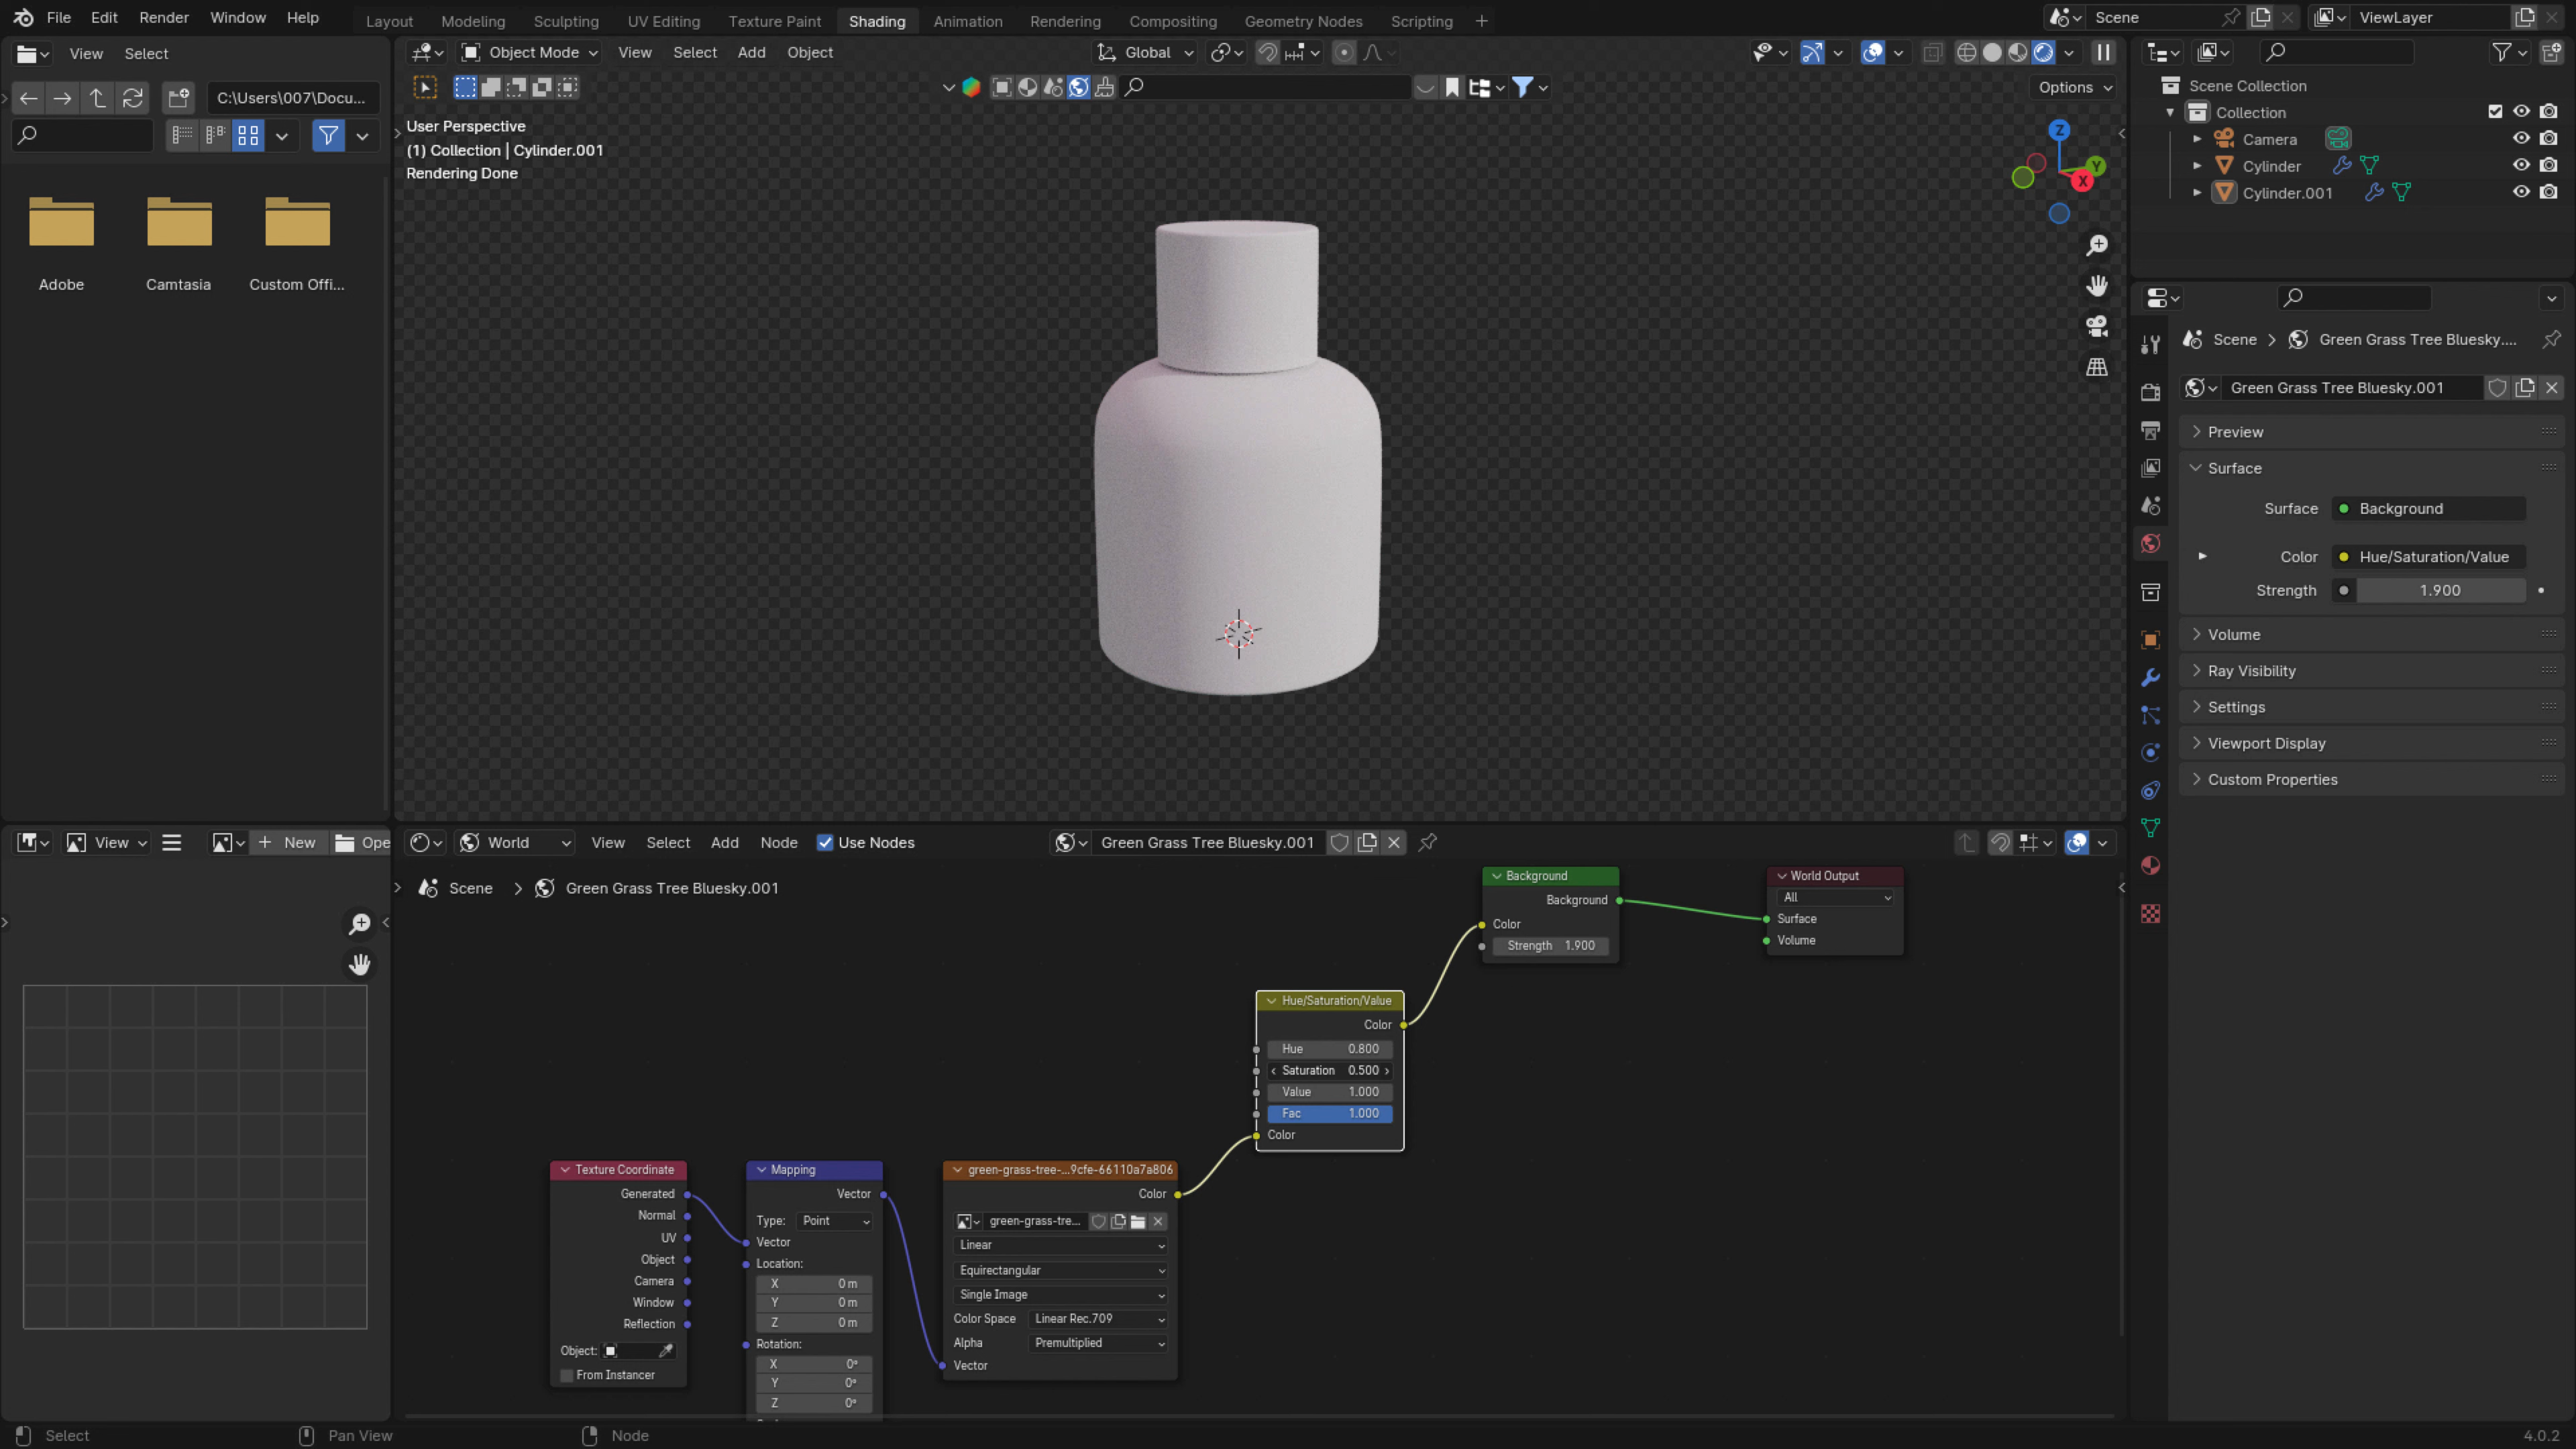 File Edit Render Window Help
Layout Modeling Sculpting UV Editing Texture Paint Shading Animation Rendering Compositing Geometry Nodes Scripting +
Scene
ViewLayer
View Select
C:\Users\007\Docu...
Adobe
Camtasia
Custom Offi...
Object Mode View Select Add Object
Global
Options
User Perspective
(1) Collection | Cylinder.001
Rendering Done
Z
Y
X
Scene Collection
Collection
Camera
Cylinder
Cylinder.001
Scene > Green Grass Tree Bluesky....
Green Grass Tree Bluesky.001
Preview
Surface
Surface Background
Color Hue/Saturation/Value
Strength 1.900
Volume
Ray Visibility
Settings
Viewport Display
Custom Properties
View
+ New
Ope
World View Select Add Node Use Nodes
Green Grass Tree Bluesky.001
Scene > Green Grass Tree Bluesky.001
Background
Background
Color
Strength 1.900
World Output
All
Surface
Volume
Hue/Saturation/Value
Color
Hue 0.800
Saturation 0.500
Value 1.000
Fac 1.000
Color
Texture Coordinate
Generated
Normal
UV
Object
Camera
Window
Reflection
Object:
From Instancer
Mapping
Vector
Type: Point
Vector
Location:
X 0 m
Y 0 m
Z 0 m
Rotation:
X 0°
Y 0°
Z 0°
green-grass-tree-...9cfe-66110a7a806
Color
green-grass-tre...
Linear
Equirectangular
Single Image
Color Space Linear Rec.709
Alpha Premultiplied
Vector
Select
Pan View
Node
4.0.2